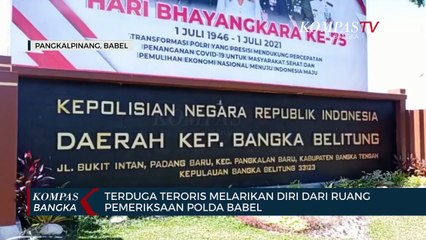 KOMPASTV
BANGKA
PANGKALPINANG, BABEL
HARI BHAYANGKARA KE-75
1 JULI 1946 - 1 JULI 2021
TRANSFORMASI POLRI YANG PRESISI MENDUKUNG PERCEPATAN
PENANGANAN COVID-19 UNTUK MASYARAKAT SEHAT DAN
PEMULIHAN EKONOMI NASIONAL MENUJU INDONESIA MAJU
KEPOLISIAN NEGARA REPUBLIK INDONESIA
DAERAH KEP. BANGKA BELITUNG
JL. BUKIT INTAN, PADANG BARU, KEC. PANGKALAN BARU, KABUPATEN BANGKA TENGAH
KEPULAUAN BANGKA BELITUNG 33123
KOMPAS
BANGKA
TERDUGA TERORIS MELARIKAN DIRI DARI RUANG
PEMERIKSAAN POLDA BABEL